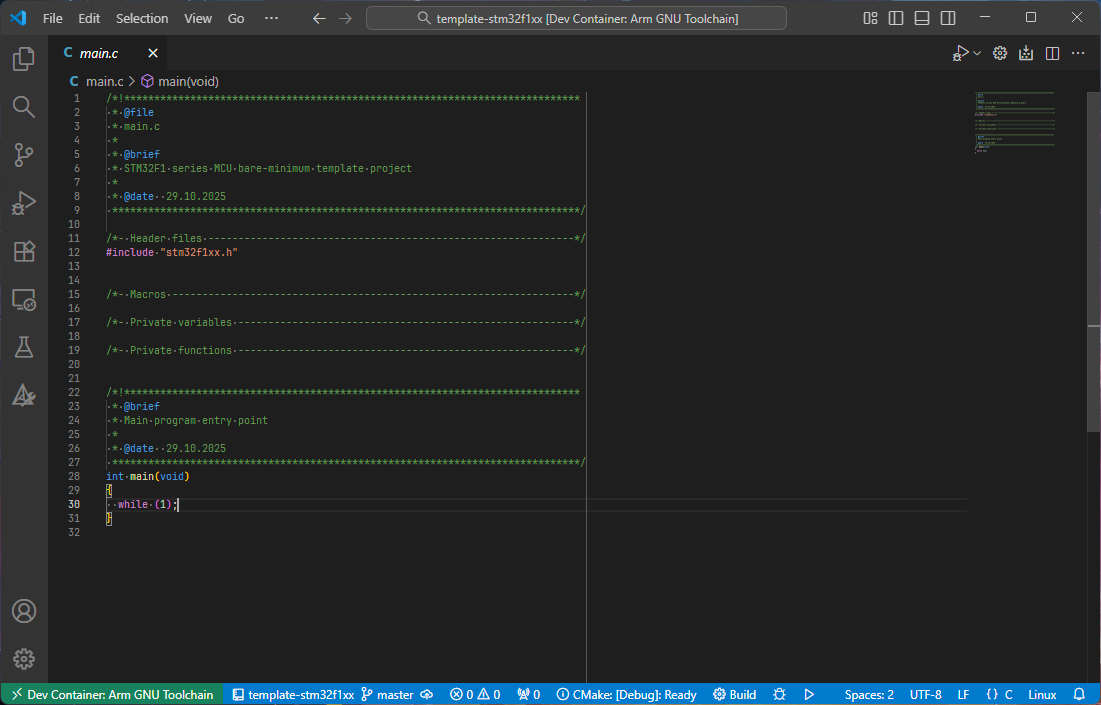 File Edit Selection View Go ··· template-stm32f1xx [Dev Container: Arm GNU Toolchain]
C main.c
C main.c > main(void)
1 /*!****************************************************************************
2  * @file
3  * main.c
4  *
5  * @brief
6  * STM32F1 series MCU bare-minimum template project
7  *
8  * @date  29.10.2025
9  ******************************************************************************/
10
11 /*- Header files -------------------------------------------------------------*/
12 #include "stm32f1xx.h"
13
14
15 /*- Macros -------------------------------------------------------------------*/
16
17 /*- Private variables --------------------------------------------------------*/
18
19 /*- Private functions --------------------------------------------------------*/
20
21
22 /*!****************************************************************************
23  * @brief
24  * Main program entry point
25  *
26  * @date  29.10.2025
27  ******************************************************************************/
28 int main(void)
29 {
30   while (1);
31 }
32
Dev Container: Arm GNU Toolchain template-stm32f1xx master 0 0 0 CMake: [Debug]: Ready Build Spaces: 2 UTF-8 LF {} C Linux